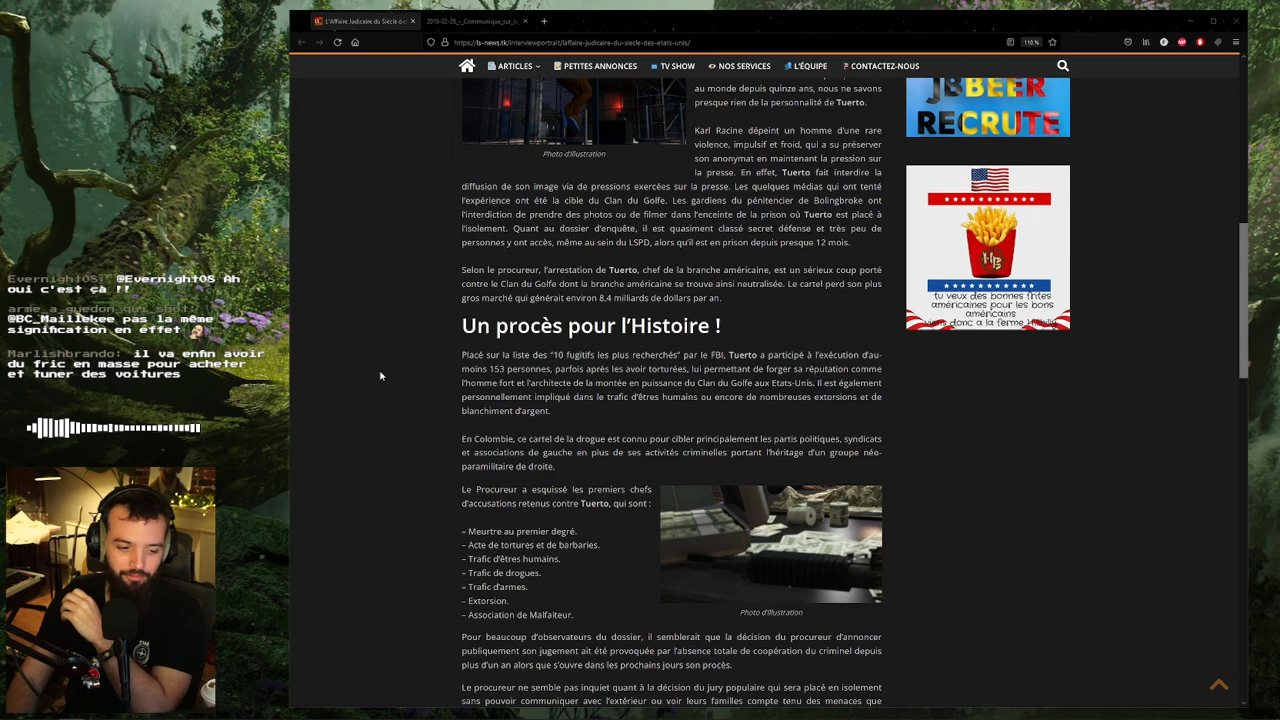 L'Affaire Judicaire du Siècle de
2019-02-25_-_Communique_sur_l
https://ls-news.tk/interviewportrait/laffaire-judicaire-du-siecle-des-etats-unis/
110 %
ARTICLES
PETITES ANNONCES
TV SHOW
NOS SERVICES
L'ÉQUIPE
CONTACTEZ-NOUS
au monde depuis quinze ans, nous ne savons
presque rien de la personnalité de Tuerto.
Photo d'illustration
Karl Racine dépeint un homme d'une rare
violence, impulsif et froid, qui a su préserver
son anonymat en maintenant la pression sur
la presse. En effet, Tuerto fait interdire la
diffusion de son image via de pressions exercées sur la presse. Les quelques médias qui ont tenté
l'expérience ont été la cible du Clan du Golfe. Les gardiens du pénitencier de Bolingbroke ont
l'interdiction de prendre des photos ou de filmer dans l'enceinte de la prison où Tuerto est placé à
l'isolement. Quant au dossier d'enquête, il est quasiment classé secret défense et très peu de
personnes y ont accès, même au sein du LSPD, alors qu'il est en prison depuis presque 12 mois.
Selon le procureur, l'arrestation de Tuerto, chef de la branche américaine, est un sérieux coup porté
contre le Clan du Golfe dont la branche américaine se trouve ainsi neutralisée. Le cartel perd son plus
gros marché qui générait environ 8,4 milliards de dollars par an.
Un procès pour l'Histoire !
Placé sur la liste des "10 fugitifs les plus recherchés" par le FBI, Tuerto a participé à l'exécution d'au-
moins 153 personnes, parfois après les avoir torturées, lui permettant de forger sa réputation comme
l'homme fort et l'architecte de la montée en puissance du Clan du Golfe aux Etats-Unis. Il est également
personnellement impliqué dans le trafic d'êtres humains ou encore de nombreuses extorsions et de
blanchiment d'argent.
En Colombie, ce cartel de la drogue est connu pour cibler principalement les partis politiques, syndicats
et associations de gauche en plus de ses activités criminelles portant l'héritage d'un groupe néo-
paramilitaire de droite.
Le Procureur a esquissé les premiers chefs
d'accusations retenus contre Tuerto, qui sont :
– Meurtre au premier degré.
– Acte de tortures et de barbaries.
– Trafic d'êtres humains.
– Trafic de drogues.
– Trafic d'armes.
– Extorsion.
– Association de Malfaiteur.
Photo d'illustration
Pour beaucoup d'observateurs du dossier, il semblerait que la décision du procureur d'annoncer
publiquement son jugement ait été provoquée par l'absence totale de coopération du criminel depuis
plus d'un an alors que s'ouvre dans les prochains jours son procès.
Le procureur ne semble pas inquiet quant à la décision du jury populaire qui sera placé en isolement
sans pouvoir communiquer avec l'extérieur ou voir leurs familles compte tenu des menaces que
JBBEER
RECRUTE
HB
tu veux des bonnes frites
américaines pour les bons
américains
viens donc a la ferme
Evernight08: @Evernight08 Ah
oui c'est ça !!
arme_a_guedon_qui_shot:
@BC_Maillekee pas la même
signification en éffet
Marlishbrando: il va enfin avoir
du fric en masse pour acheter
et tuner des voitures